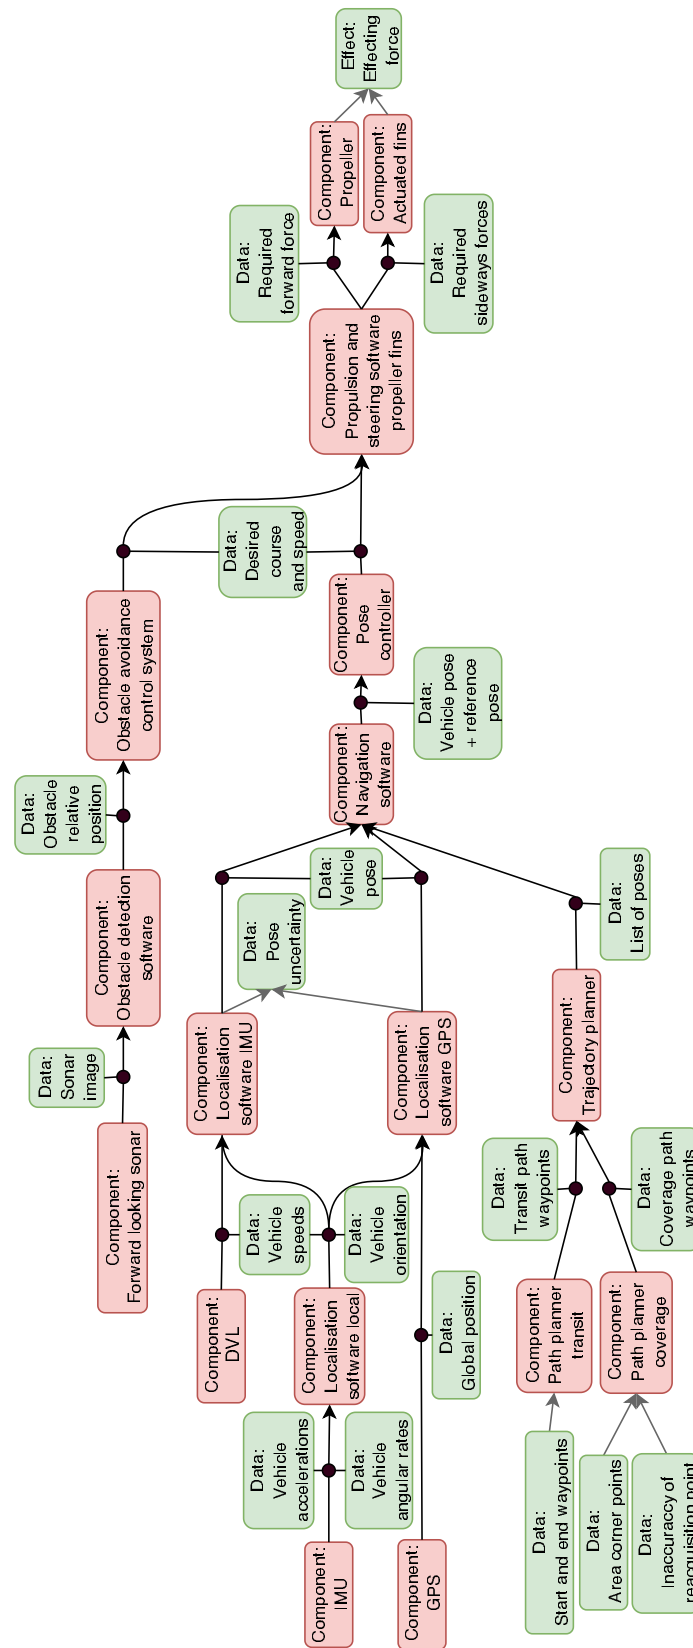 Component:
Forward looking sonar
Data:
Sonar
image
Component:
Obstacle detection
software
Data:
Obstacle
relative
position
Component:
Obstacle avoidance
control system
Component:
IMU
Data:
Vehicle
accelerations
Data:
Vehicle
angular rates
Component:
DVL
Component:
Localisation
software local
Data:
Vehicle
speeds
Data:
Vehicle
orientation
Component:
GPS
Data:
Global position
Component:
Localisation
software IMU
Component:
Localisation
software GPS
Data:
Pose
uncertainty
Data:
Vehicle
pose
Data:
Start and end waypoints
Data:
Area corner points
Data:
Inaccuraccy of
reacquisition point
Component:
Path planner
transit
Component:
Path planner
coverage
Data:
Transit path
waypoints
Data:
Coverage path
waypoints
Component:
Trajectory planner
Data:
List of poses
Component:
Navigation
software
Data:
Vehicle pose
+ reference
pose
Component:
Pose
controller
Data:
Desired
course
and speed
Component:
Propulsion and
steering software
propeller fins
Data:
Required
forward force
Data:
Required
sideways forces
Component:
Propeller
Component:
Actuated fins
Effect:
Effecting
force